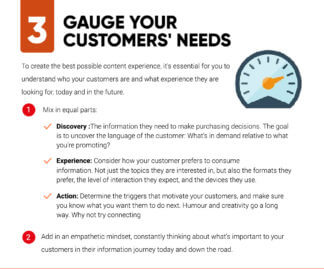 3
GAUGE YOUR
CUSTOMERS' NEEDS
To create the best possible content experience, it's essential for you to
understand who your customers are and what experience they are
looking for, today and in the future.
1 Mix in equal parts:
Discovery :The information they need to make purchasing decisions. The goal
is to uncover the language of the customer: What's in demand relative to what
you're promoting?
Experience: Consider how your customer prefers to consume
information. Not just the topics they are interested in, but also the formats they
prefer, the level of interaction they expect, and the devices they use.
Action: Determine the triggers that motivate your customers, and make sure
you know what you want them to do next. Humour and creativity go a long
way. Why not try connecting
2 Add in an empathetic mindset, constantly thinking about what's important to your
customers in their information journey today and down the road.